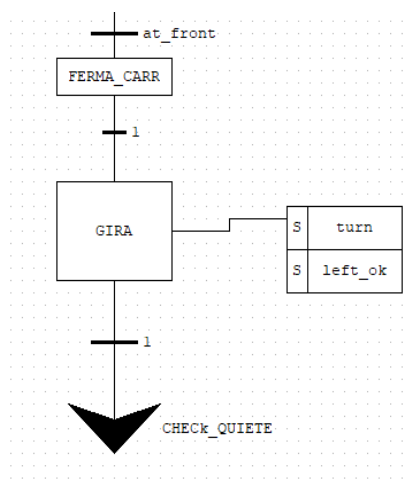 at_front
FERMA_CARR
1
GIRA
S turn
S left_ok
1
CHECk_QUIETE